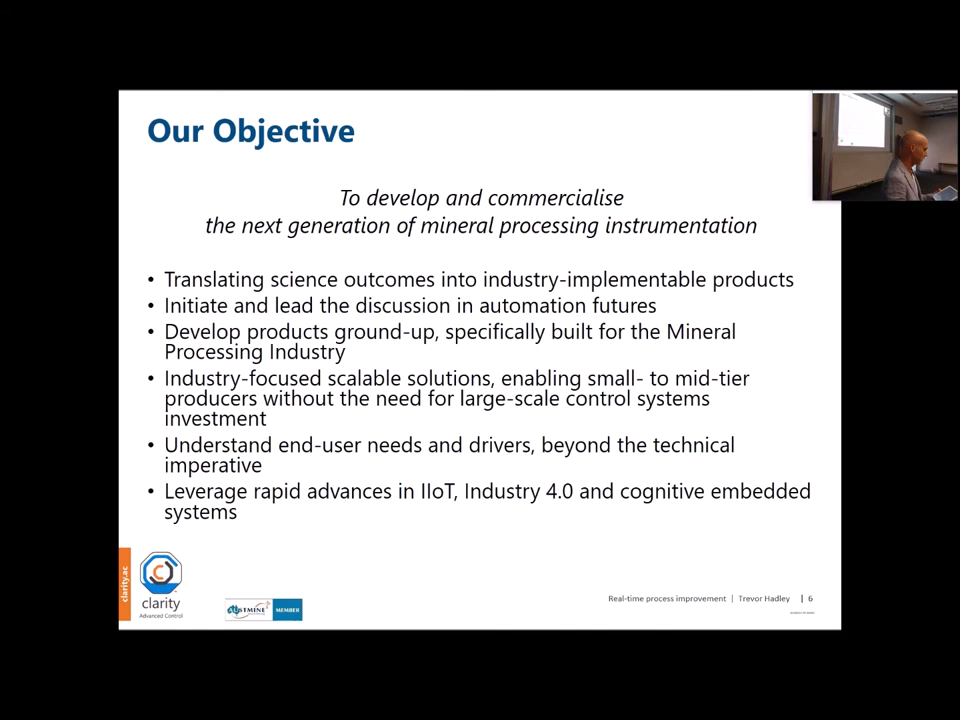 Our Objective
To develop and commercialise
the next generation of mineral processing instrumentation
• Translating science outcomes into industry-implementable products
• Initiate and lead the discussion in automation futures
• Develop products ground-up, specifically built for the Mineral
Processing Industry
• Industry-focused scalable solutions, enabling small- to mid-tier
producers without the need for large-scale control systems
investment
• Understand end-user needs and drivers, beyond the technical
imperative
• Leverage rapid advances in IIoT, Industry 4.0 and cognitive embedded
systems
clarity.ac
clarity
Advanced Control
MEMBER
Real-time process improvement | Trevor Hadley | 6